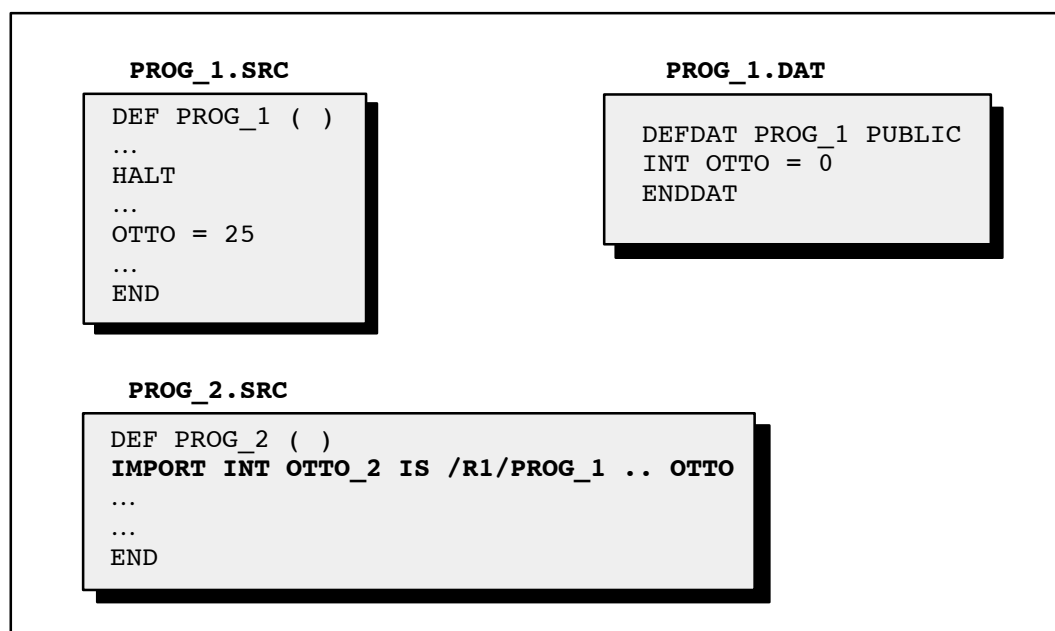 PROG_1.SRC
DEF PROG_1 ( )
...
HALT
...
OTTO = 25
...
END
PROG_1.DAT
DEFDAT PROG_1 PUBLIC
INT OTTO = 0
ENDDAT
PROG_2.SRC
DEF PROG_2 ( )
IMPORT INT OTTO_2 IS /R1/PROG_1 .. OTTO
...
...
END